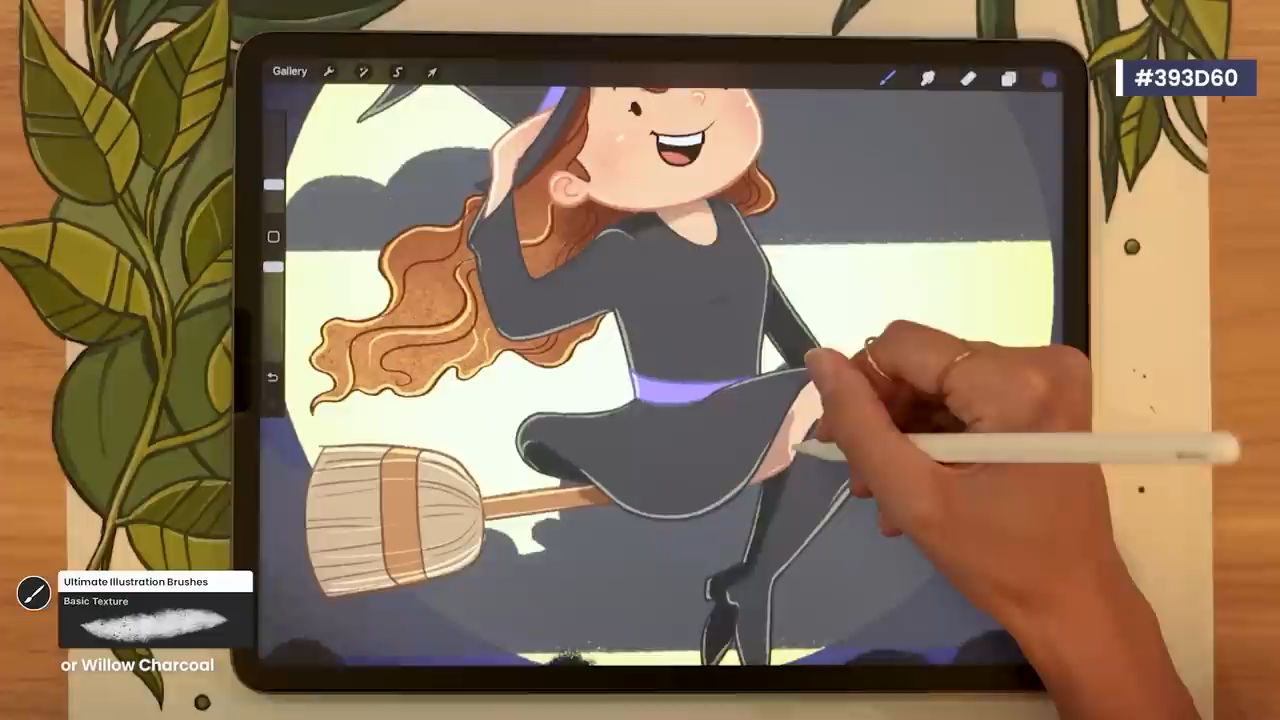 Gallery
#393D60
Ultimate Illustration Brushes
Basic Texture
or Willow Charcoal